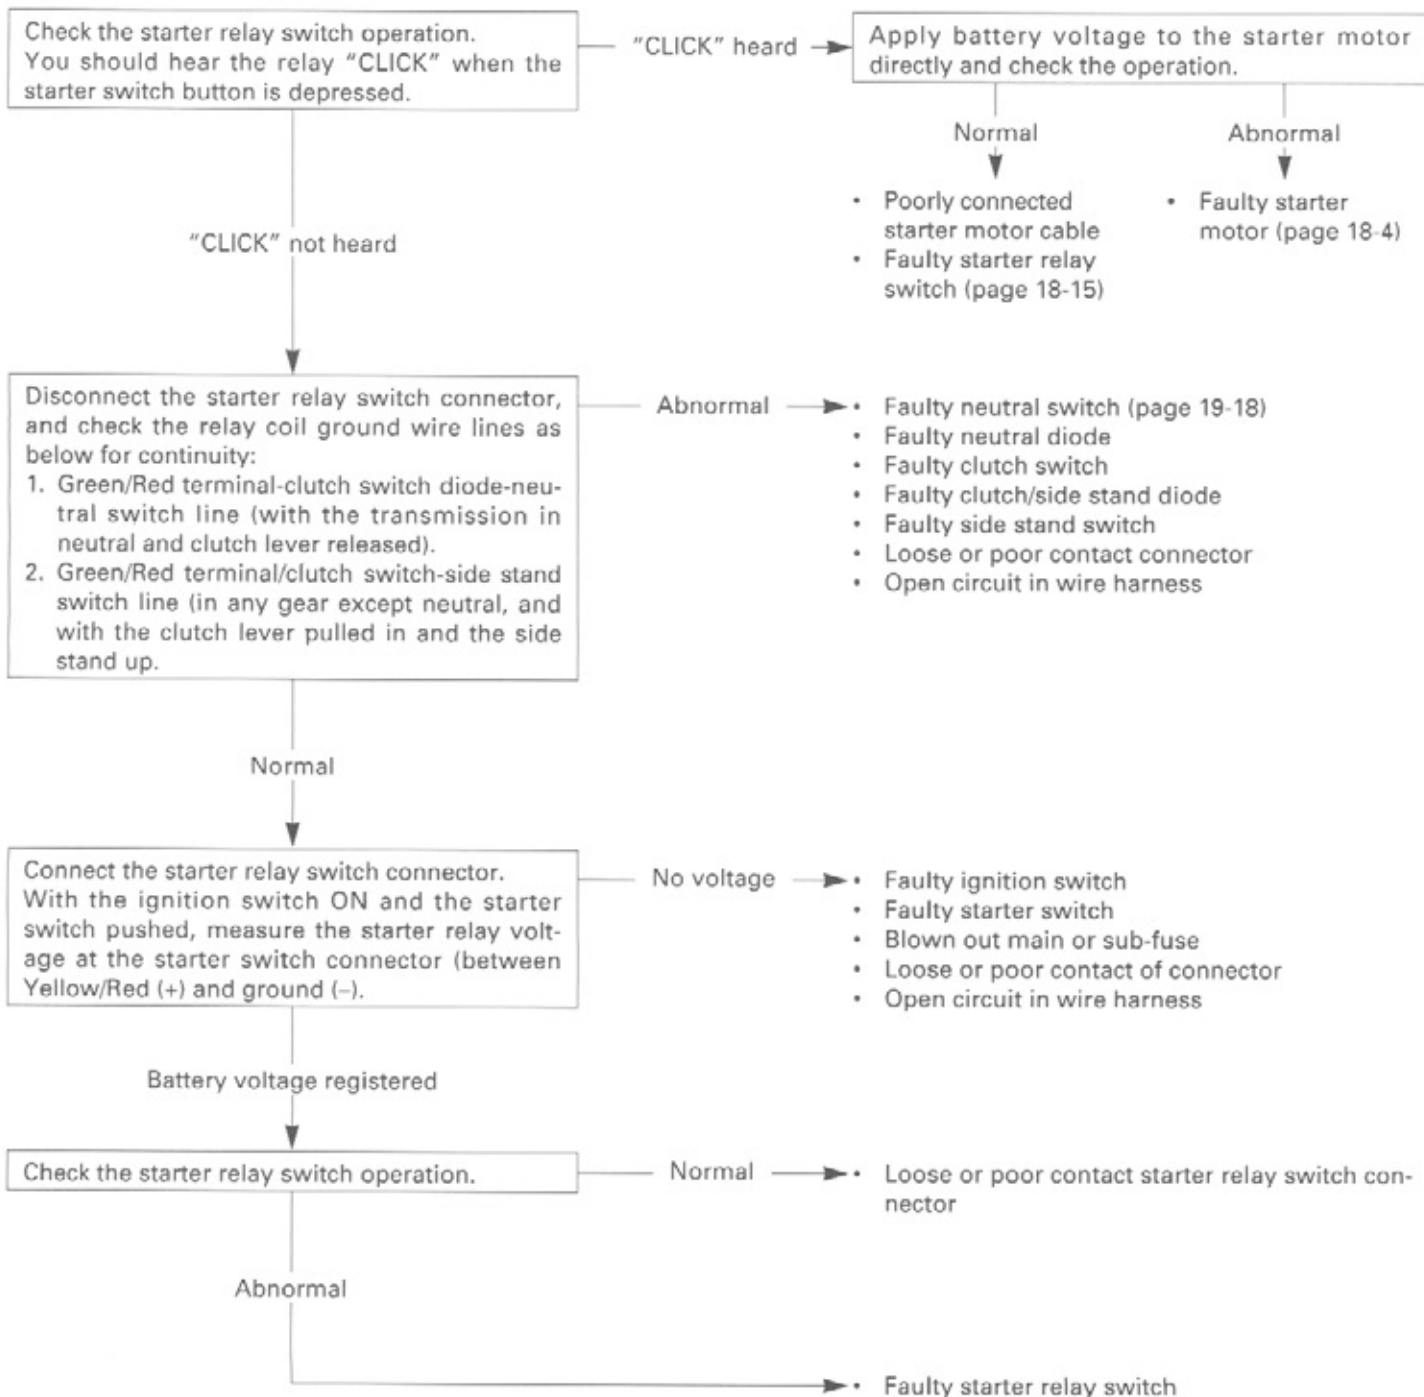 Check the starter relay switch operation.
You should hear the relay “CLICK” when the
starter switch button is depressed.
“CLICK” heard
Apply battery voltage to the starter motor
directly and check the operation.
Normal
Abnormal
• Poorly connected
starter motor cable
• Faulty starter relay
switch (page 18-15)
• Faulty starter
motor (page 18-4)
“CLICK” not heard
Disconnect the starter relay switch connector,
and check the relay coil ground wire lines as
below for continuity:
1. Green/Red terminal-clutch switch diode-neu-
tral switch line (with the transmission in
neutral and clutch lever released).
2. Green/Red terminal/clutch switch-side stand
switch line (in any gear except neutral, and
with the clutch lever pulled in and the side
stand up.
Abnormal
• Faulty neutral switch (page 19-18)
• Faulty neutral diode
• Faulty clutch switch
• Faulty clutch/side stand diode
• Faulty side stand switch
• Loose or poor contact connector
• Open circuit in wire harness
Normal
Connect the starter relay switch connector.
With the ignition switch ON and the starter
switch pushed, measure the starter relay volt-
age at the starter switch connector (between
Yellow/Red (+) and ground (–).
No voltage
• Faulty ignition switch
• Faulty starter switch
• Blown out main or sub-fuse
• Loose or poor contact of connector
• Open circuit in wire harness
Battery voltage registered
Check the starter relay switch operation.
Normal
• Loose or poor contact starter relay switch con-
nector
Abnormal
• Faulty starter relay switch